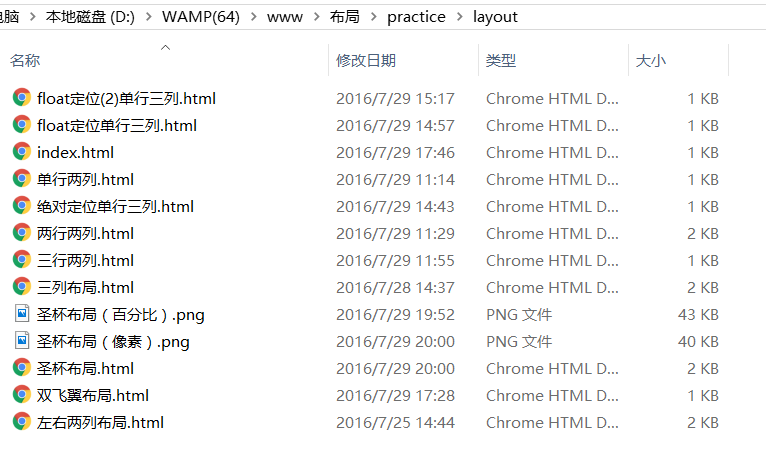 电脑 > 本地磁盘 (D:) > WAMP(64) > www > 布局 > practice > layout
名称 修改日期 类型 大小
float定位(2)单行三列.html 2016/7/29 15:17 Chrome HTML D... 1 KB
float定位单行三列.html 2016/7/29 14:57 Chrome HTML D... 1 KB
index.html 2016/7/29 17:46 Chrome HTML D... 1 KB
单行两列.html 2016/7/29 11:14 Chrome HTML D... 1 KB
绝对定位单行三列.html 2016/7/29 14:43 Chrome HTML D... 1 KB
两行两列.html 2016/7/29 11:29 Chrome HTML D... 2 KB
三行两列.html 2016/7/29 11:55 Chrome HTML D... 1 KB
三列布局.html 2016/7/28 14:37 Chrome HTML D... 2 KB
圣杯布局（百分比）.png 2016/7/29 19:52 PNG 文件 43 KB
圣杯布局（像素）.png 2016/7/29 20:00 PNG 文件 40 KB
圣杯布局.html 2016/7/29 20:00 Chrome HTML D... 2 KB
双飞翼布局.html 2016/7/29 17:28 Chrome HTML D... 1 KB
左右两列布局.html 2016/7/25 14:44 Chrome HTML D... 2 KB